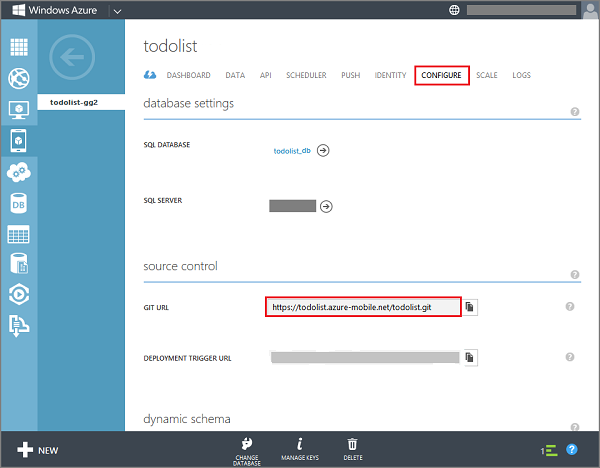 Windows Azure
todolist
DASHBOARD DATA API SCHEDULER PUSH IDENTITY CONFIGURE SCALE LOGS
todolist-gg2
database settings
?
SQL DATABASE
todolist_db
SQL SERVER
source control
?
GIT URL
https://todolist.azure-mobile.net/todolist.git
?
DEPLOYMENT TRIGGER URL
?
dynamic schema
?
DB
NEW
CHANGE
DATABASE
MANAGE KEYS
DELETE
1
?